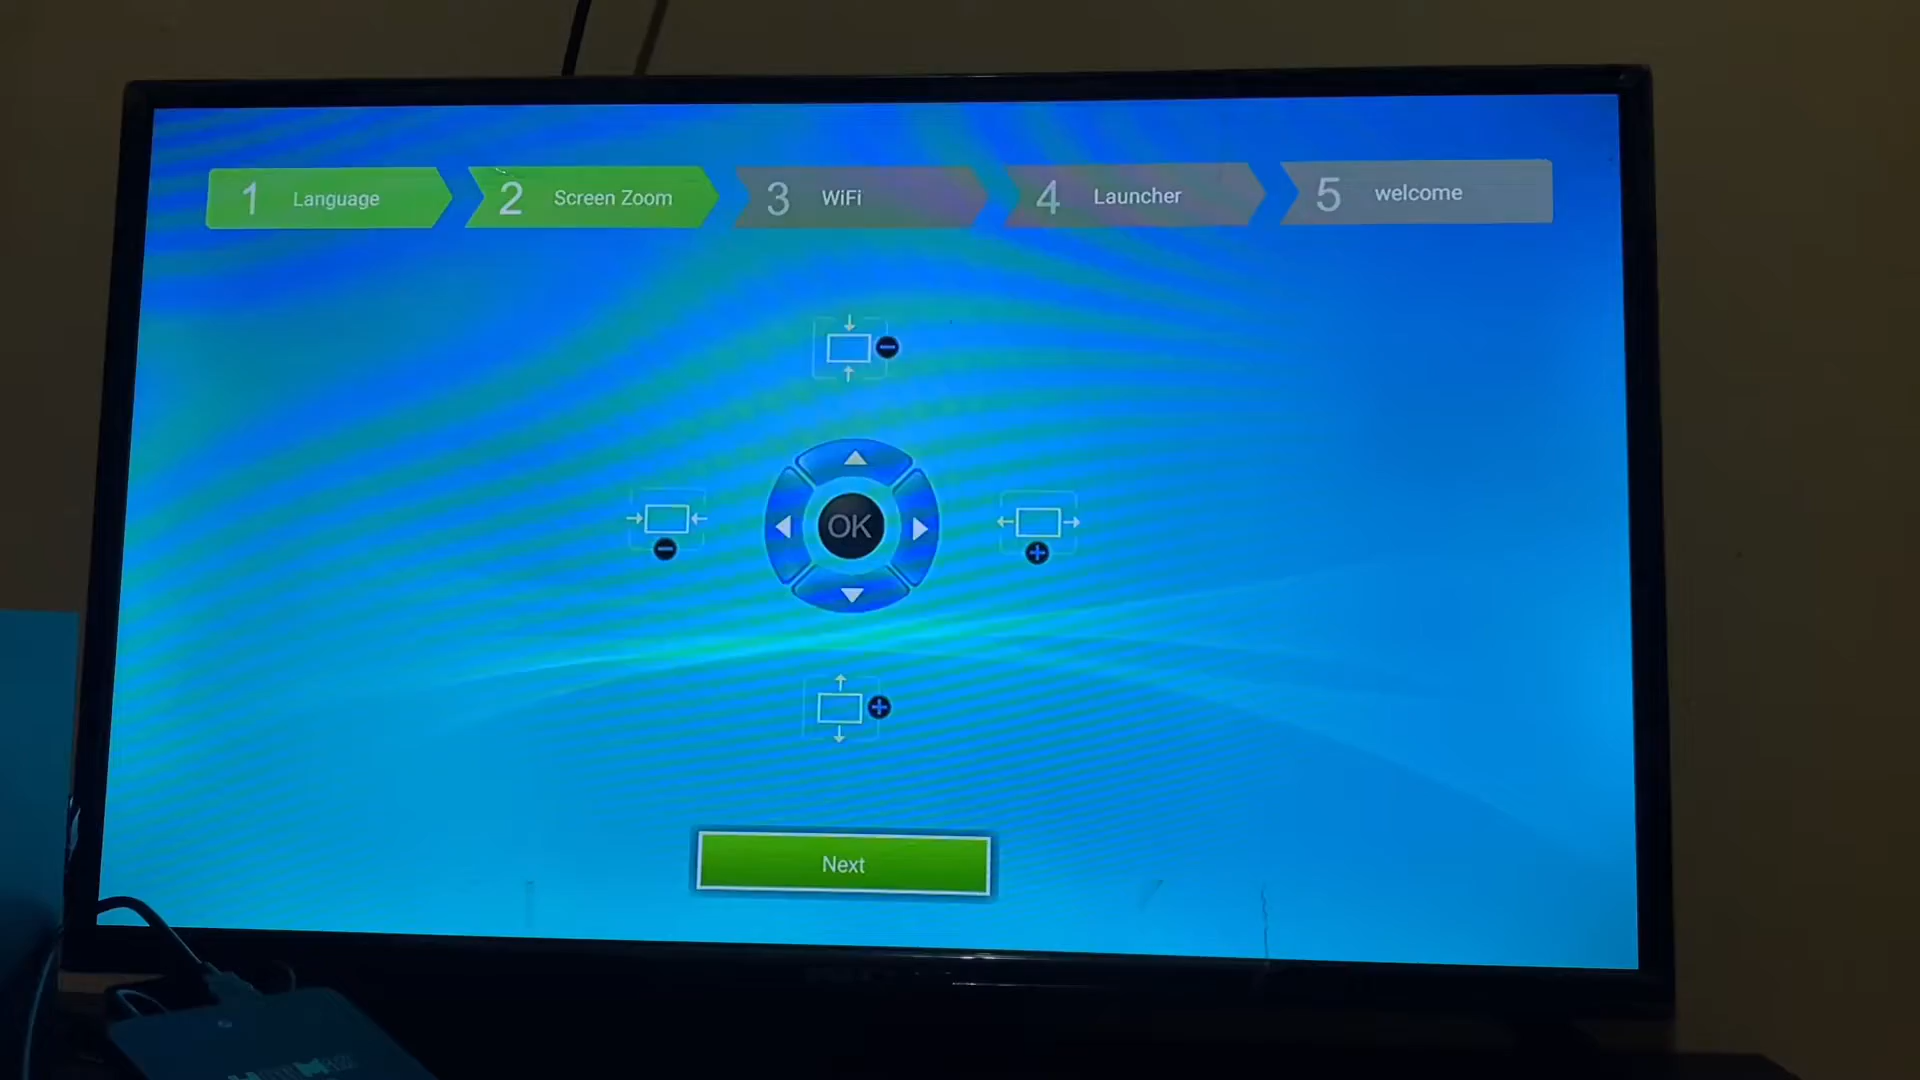 1 Language
2 Screen Zoom
3 WiFi
4 Launcher
5 welcome
OK
Next